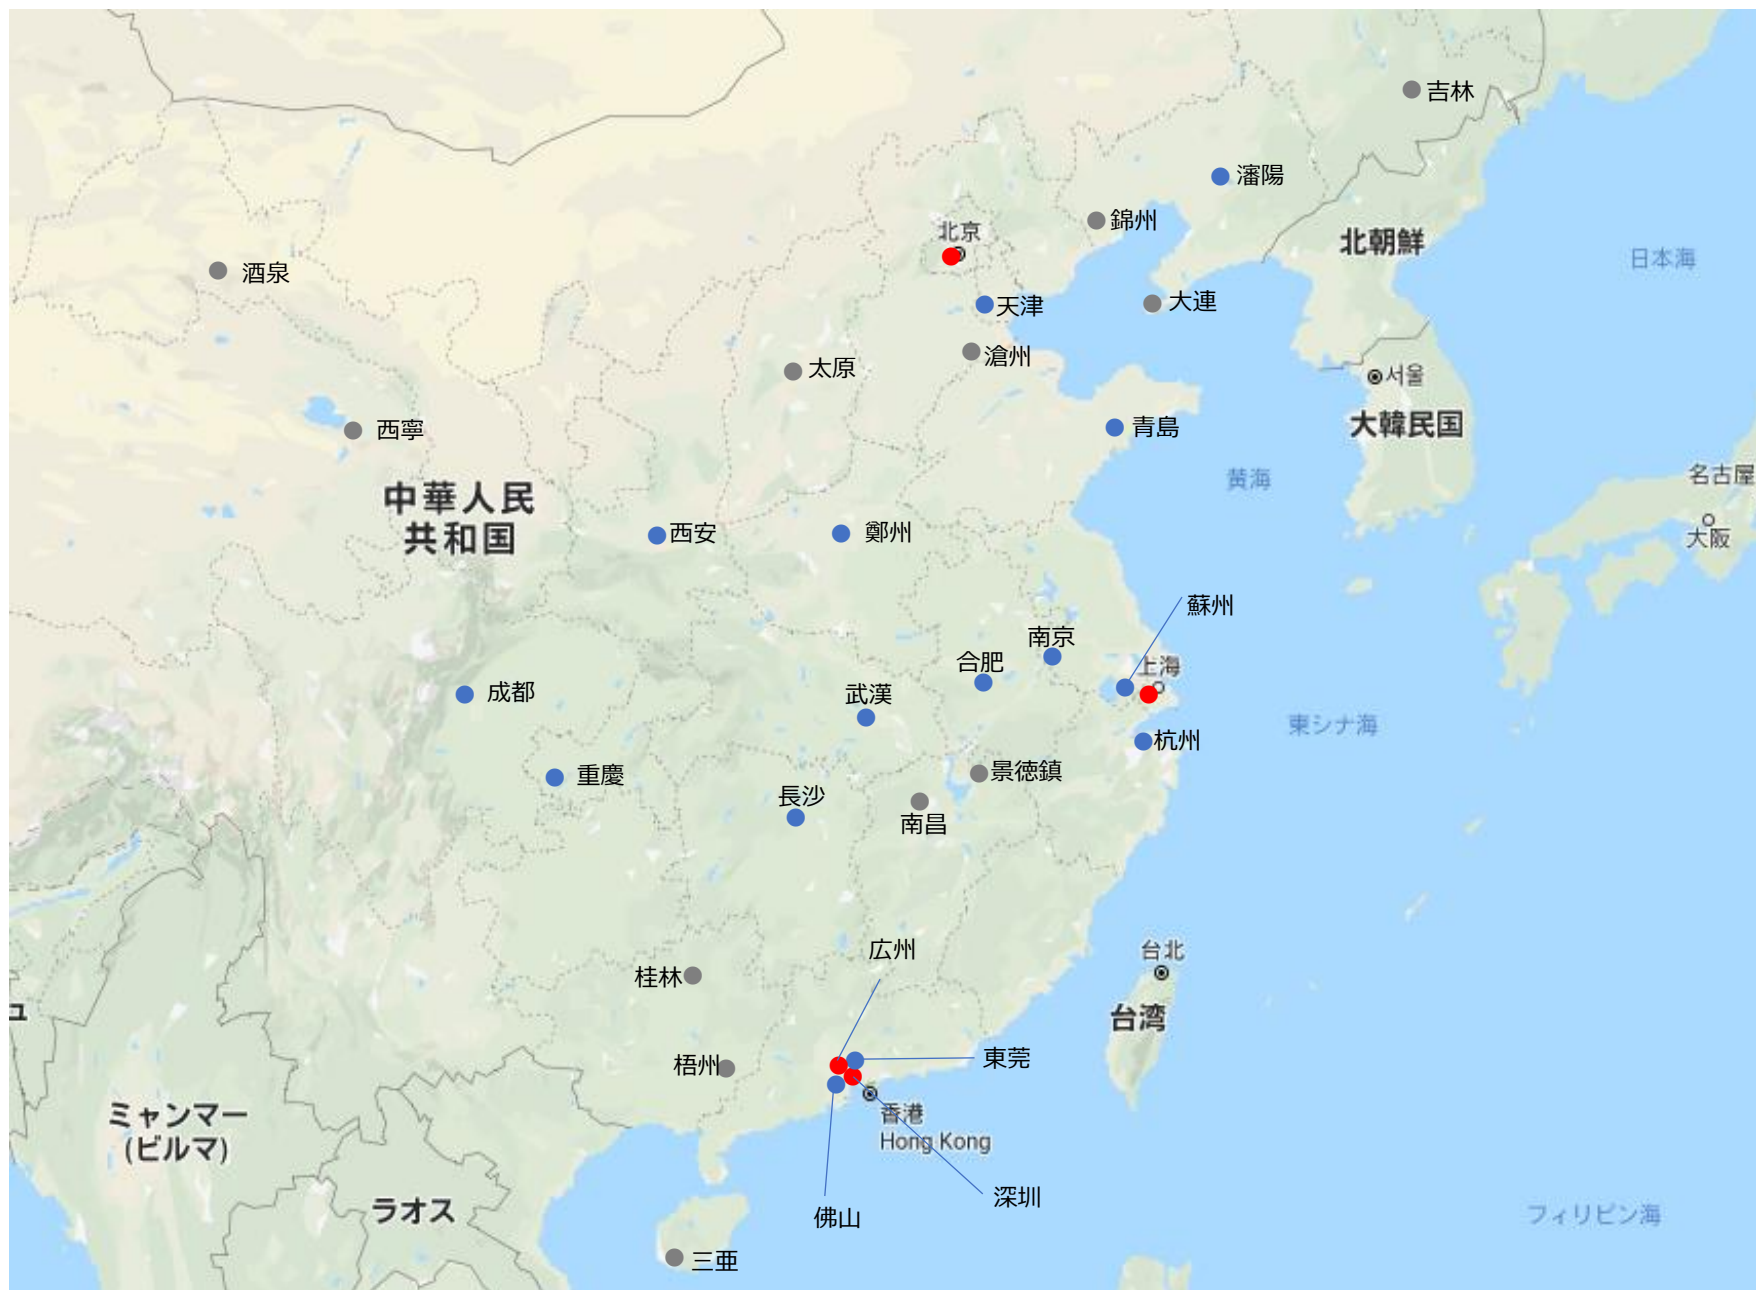 吉林
瀋陽
錦州
北京
北朝鮮
日本海
酒泉
天津
大連
滄州
太原
서울
大韓民国
西寧
青島
黄海
名古屋
中華人民
共和国
西安
鄭州
大阪
蘇州
南京
合肥
上海
成都
武漢
東シナ海
杭州
重慶
景徳鎮
長沙
南昌
広州
台北
桂林
ュ
台湾
東莞
梧州
ミャンマー
(ビルマ)
香港
Hong Kong
深圳
ラオス
佛山
フィリピン海
三亜